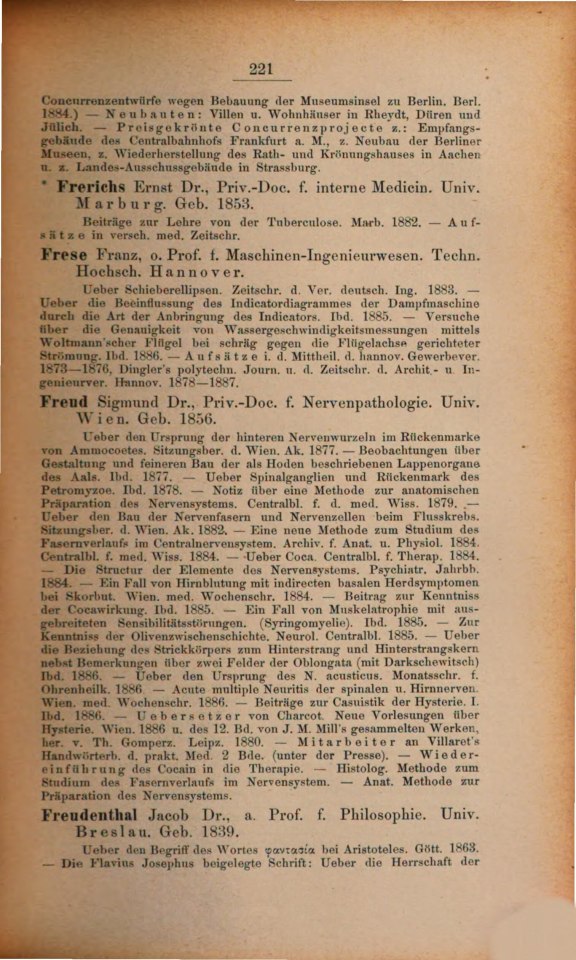 221
Concurrenzentwürfe wegen Bebauung der Museumsinsel zu Berlin. Berl.
1884.) — Neubauten: Villen u. Wohnhäuser in Rheydt, Düren und
Jülich. — Preisgekrönte Concurrenzprojecte z.: Empfangs-
gebäude des Centralbahnhofs Frankfurt a. M., z. Neubau der Berliner
Museen, z. Wiederherstellung des Rath- und Krönungshauses in Aachen
u. z. Landes-Ausschussgebäude in Strassburg.
* Frerichs Ernst Dr., Priv.-Doc. f. interne Medicin. Univ.
Marburg. Geb. 1853.
Beiträge zur Lehre von der Tuberculose. Marb. 1882. — Auf-
sätze in versch. med. Zeitschr.
Frese Franz, o. Prof. f. Maschinen-Ingenieurwesen. Techn.
Hochsch. Hannover.
Ueber Schieberellipsen. Zeitschr. d. Ver. deutsch. Ing. 1883. —
Ueber die Beeinflussung des Indicatordiagrammes der Dampfmaschine
durch die Art der Anbringung des Indicators. Ibd. 1885. — Versuche
über die Genauigkeit von Wassergeschwindigkeitsmessungen mittels
Woltmann'scher Flügel bei schräg gegen die Flügelachse gerichteter
Strömung. Ibd. 1886. — Aufsätze i. d. Mittheil. d. hannov. Gewerbever.
1873—1876, Dingler's polytechn. Journ. u. d. Zeitschr. d. Archit.- u. In-
genieurver. Hannov. 1878—1887.
Freud Sigmund Dr., Priv.-Doc. f. Nervenpathologie. Univ.
Wien. Geb. 1856.
Ueber den Ursprung der hinteren Nervenwurzeln im Rückenmarke
von Ammocoetes. Sitzungsber. d. Wien. Ak. 1877. — Beobachtungen über
Gestaltung und feineren Bau der als Hoden beschriebenen Lappenorgane
des Aals. Ibd. 1877. — Ueber Spinalganglien und Rückenmark des
Petromyzoe. Ibd. 1878. — Notiz über eine Methode zur anatomischen
Präparation des Nervensystems. Centralbl. f. d. med. Wiss. 1879. —
Ueber den Bau der Nervenfasern und Nervenzellen beim Flusskrebs.
Sitzungsber. d. Wien. Ak. 1882. — Eine neue Methode zum Studium des
Fasernverlaufs im Centralnervensystem. Archiv. f. Anat. u. Physiol. 1884.
Centralbl. f. med. Wiss. 1884. — Ueber Coca. Centralbl. f. Therap. 1884.
— Die Structur der Elemente des Nervensystems. Psychiatr. Jahrbb.
1884. — Ein Fall von Hirnblutung mit indirecten basalen Herdsymptomen
bei Skorbut. Wien. med. Wochenschr. 1884. — Beitrag zur Kenntniss
der Cocawirkung. Ibd. 1885. — Ein Fall von Muskelatrophie mit aus-
gebreiteten Sensibilitätsstörungen. (Syringomyelie). Ibd. 1885. — Zur
Kenntniss der Olivenzwischenschichte. Neurol. Centralbl. 1885. — Ueber
die Beziehung des Strickkörpers zum Hinterstrang und Hinterstrangskern
nebst Bemerkungen über zwei Felder der Oblongata (mit Darkschewitsch)
Ibd. 1886. — Ueber den Ursprung des N. acusticus. Monatsschr. f.
Ohrenheilk. 1886 — Acute multiple Neuritis der spinalen u. Hirnnerven.
Wien. med. Wochenschr. 1886. — Beiträge zur Casuistik der Hysterie. I.
Ibd. 1886. — Uebersetzer von Charcot. Neue Vorlesungen über
Hysterie. Wien. 1886 u. des 12. Bd. von J. M. Mill's gesammelten Werken,
her. v. Th. Gomperz. Leipz. 1880. — Mitarbeiter an Villaret's
Handwörterb. d. prakt. Med. 2 Bde. (unter der Presse). — Wieder-
einführung des Cocain in die Therapie. — Histolog. Methode zum
Studium des Fasernverlaufs im Nervensystem. — Anat. Methode zur
Präparation des Nervensystems.
Freudenthal Jacob Dr., a. Prof. f. Philosophie. Univ.
Breslau. Geb. 1839.
Ueber den Begriff des Wortes φαντασία bei Aristoteles. Gött. 1863.
— Die Flavius Josephus beigelegte Schrift: Ueber die Herrschaft der